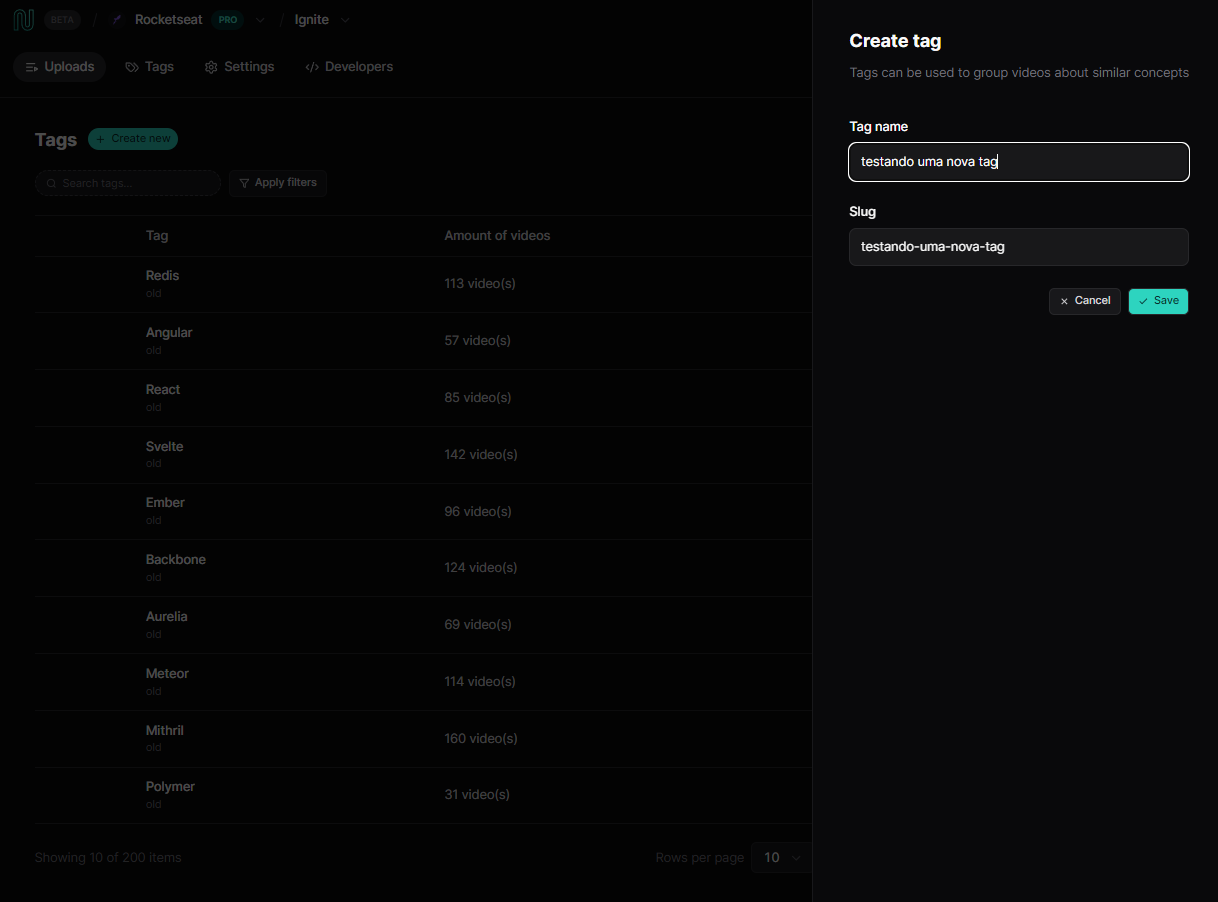 BETA / Rocketseat PRO / Ignite
Uploads Tags Settings Developers
Tags + Create new
Search tags...
Apply filters
Tag Amount of videos
Redis
old
113 video(s)
Angular
old
57 video(s)
React
old
85 video(s)
Svelte
old
142 video(s)
Ember
old
96 video(s)
Backbone
old
124 video(s)
Aurelia
old
69 video(s)
Meteor
old
114 video(s)
Mithril
old
160 video(s)
Polymer
old
31 video(s)
Showing 10 of 200 items
Rows per page 10
Create tag
Tags can be used to group videos about similar concepts
Tag name
testando uma nova tag
Slug
testando-uma-nova-tag
Cancel
Save